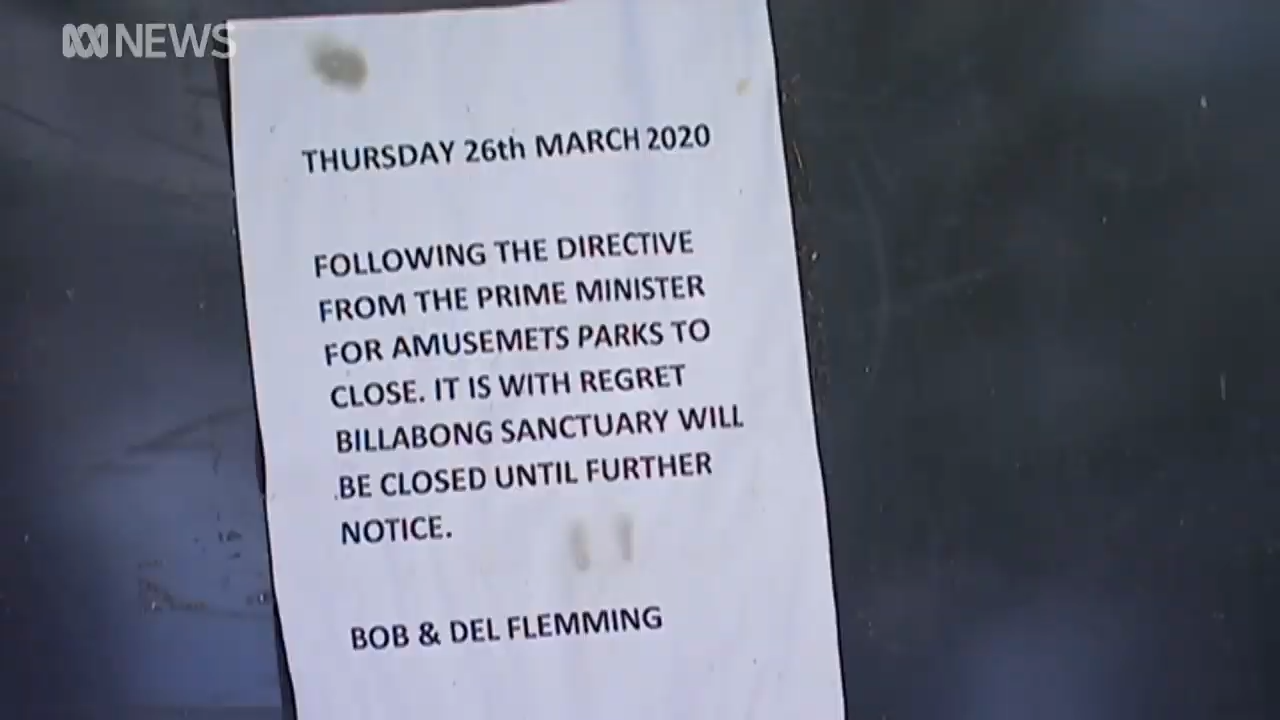 NEWS
THURSDAY 26th MARCH 2020
FOLLOWING THE DIRECTIVE
FROM THE PRIME MINISTER
FOR AMUSEMETS PARKS TO
CLOSE. IT IS WITH REGRET
BILLABONG SANCTUARY WILL
BE CLOSED UNTIL FURTHER
NOTICE.
BOB & DEL FLEMMING